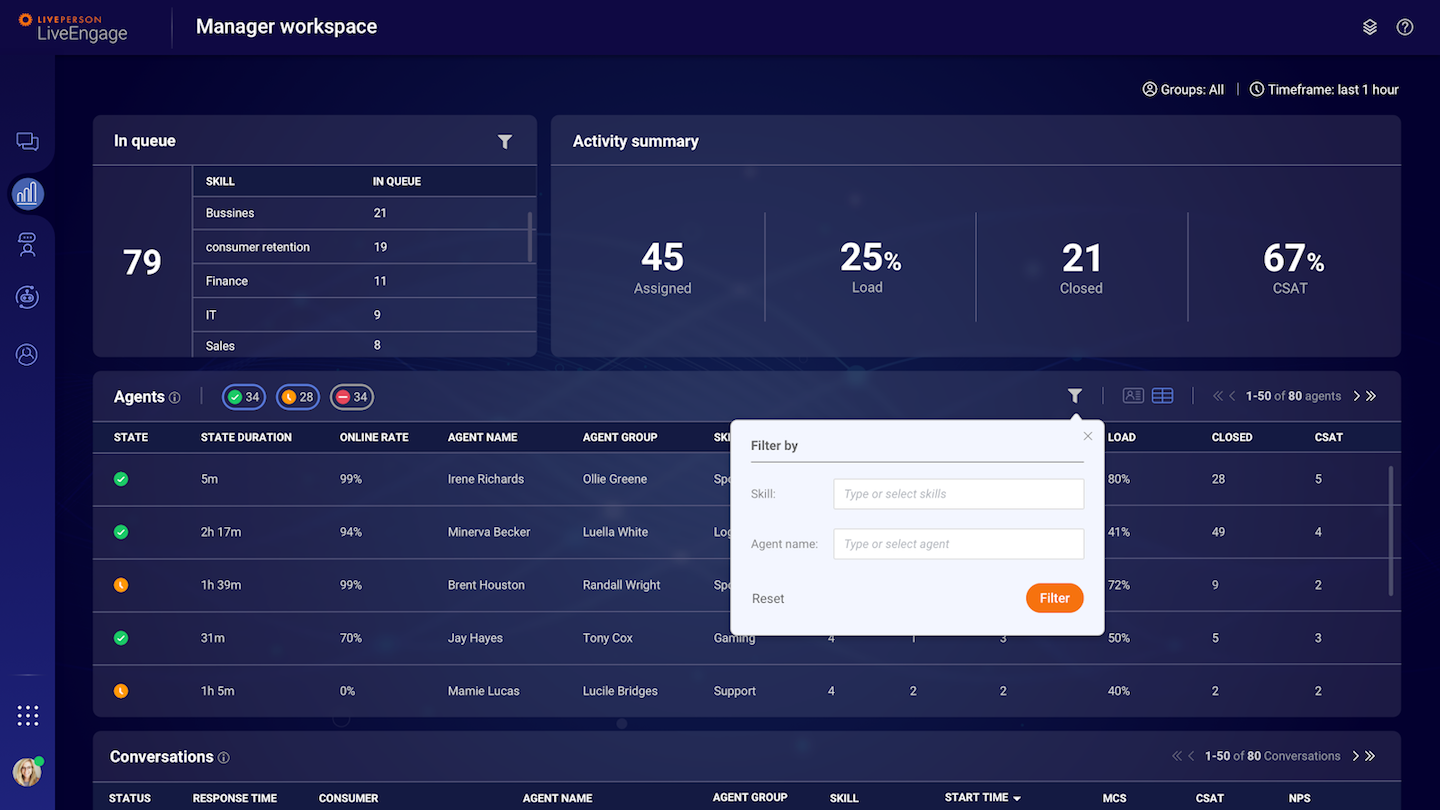 LIVEPERSON
LiveEngage
Manager workspace
Groups: All
Timeframe: last 1 hour
In queue
SKILL IN QUEUE
79
Bussines 21
consumer retention 19
Finance 11
IT 9
Sales 8
Activity summary
45
Assigned
25%
Load
21
Closed
67%
CSAT
Agents 34 28 34
1-50 of 80 agents
STATE STATE DURATION ONLINE RATE AGENT NAME AGENT GROUP SKI LOAD CLOSED CSAT
5m 99% Irene Richards Ollie Greene Spo 80% 28 5
2h 17m 94% Minerva Becker Luella White Log 41% 49 4
1h 39m 99% Brent Houston Randall Wright Spo 72% 9 2
31m 70% Jay Hayes Tony Cox Gaming 4 1 3 50% 5 3
1h 5m 0% Mamie Lucas Lucile Bridges Support 4 2 2 40% 2 2
Filter by
Skill: Type or select skills
Agent name: Type or select agent
Reset Filter
Conversations
1-50 of 80 Conversations
STATUS RESPONSE TIME CONSUMER AGENT NAME AGENT GROUP SKILL START TIME MCS CSAT NPS